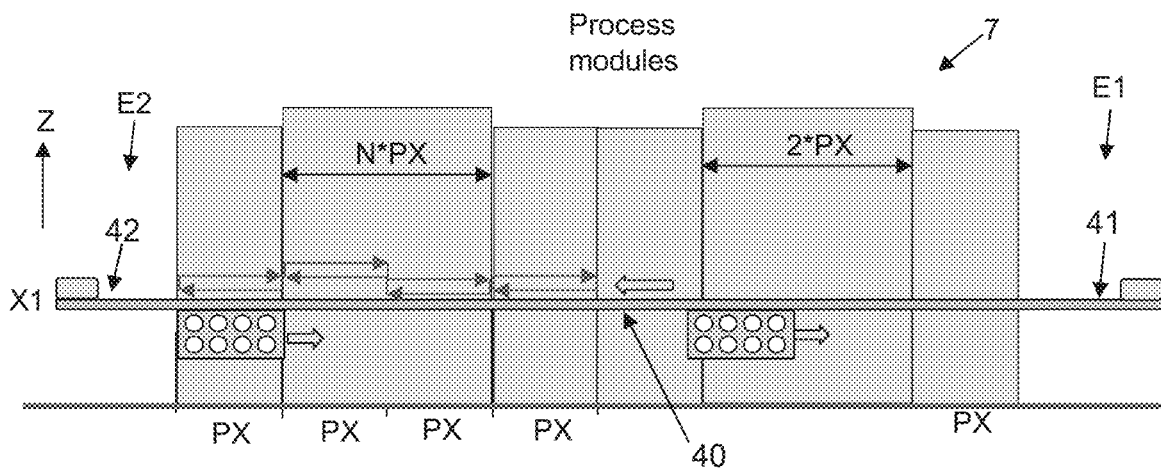 Process
modules
7
E2
E1
Z
N*PX
2*PX
42
41
X1
PX
PX
PX
PX
PX
40